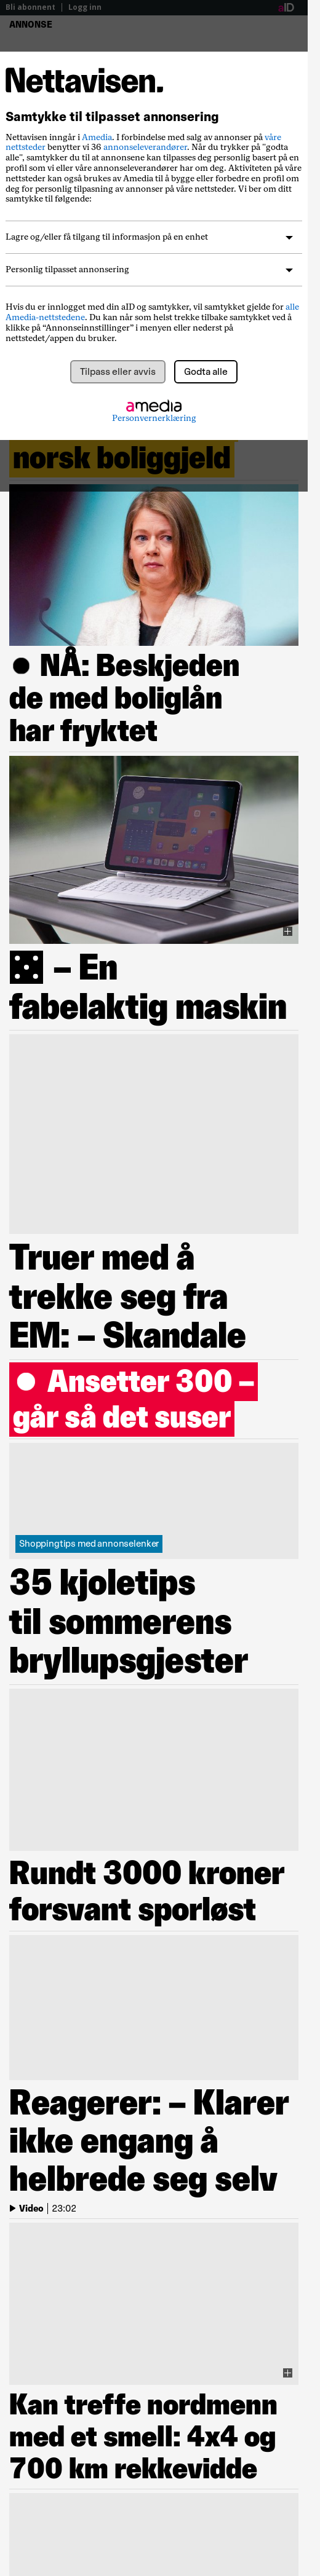 Bli abonnent | Logg inn
aID
ANNONSE
Nettavisen.
Samtykke til tilpasset annonsering
Nettavisen inngår i Amedia. I forbindelse med salg av annonser på våre
nettsteder benytter vi 36 annonseleverandører. Når du trykker på "godta
alle", samtykker du til at annonsene kan tilpasses deg personlig basert på en
profil som vi eller våre annonseleverandører har om deg. Aktiviteten på våre
nettsteder kan også brukes av Amedia til å bygge eller forbedre en profil om
deg for personlig tilpasning av annonser på våre nettsteder. Vi ber om ditt
samtykke til følgende:
Lagre og/eller få tilgang til informasjon på en enhet
Personlig tilpasset annonsering
Hvis du er innlogget med din aID og samtykker, vil samtykket gjelde for alle
Amedia-nettstedene. Du kan når som helst trekke tilbake samtykket ved å
klikke på “Annonseinnstillinger” i menyen eller nederst på
nettstedet/appen du bruker.
Tilpass eller avvis
Godta alle
amedia
Personvernerklæring
norsk boliggjeld
NÅ: Beskjeden
de med boliglån
har fryktet
– En
fabelaktig maskin
Truer med å
trekke seg fra
EM: – Skandale
Ansetter 300 –
går så det suser
Shoppingtips med annonselenker
35 kjoletips
til sommerens
bryllupsgjester
Rundt 3000 kroner
forsvant sporløst
Reagerer: – Klarer
ikke engang å
helbrede seg selv
Video | 23:02
Kan treffe nordmenn
med et smell: 4x4 og
700 km rekkevidde